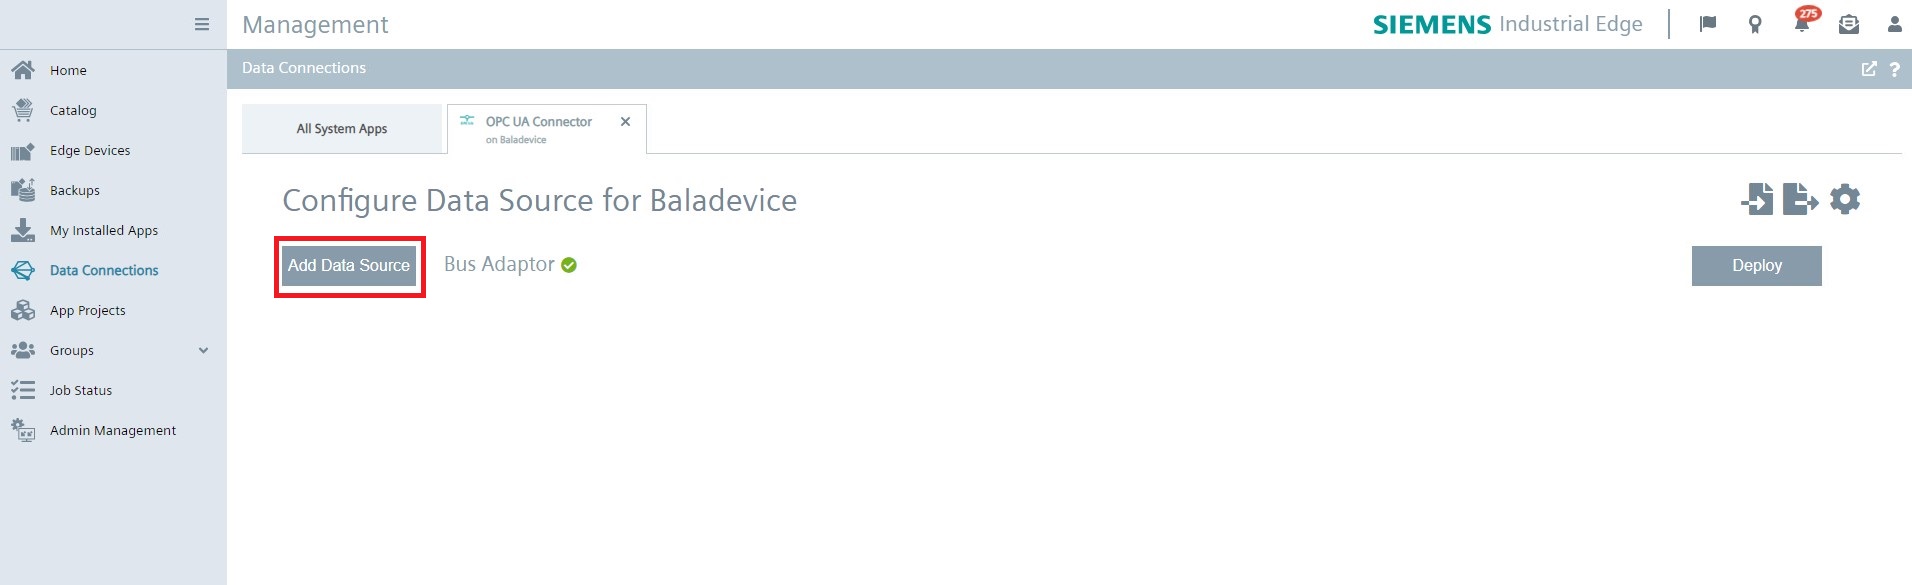 Management
SIEMENS Industrial Edge
275
Home
Catalog
Edge Devices
Backups
My Installed Apps
Data Connections
App Projects
Groups
Job Status
Admin Management
Data Connections
?
All System Apps
OPC UA Connector
on Baladevice
Configure Data Source for Baladevice
Add Data Source
Bus Adaptor
Deploy